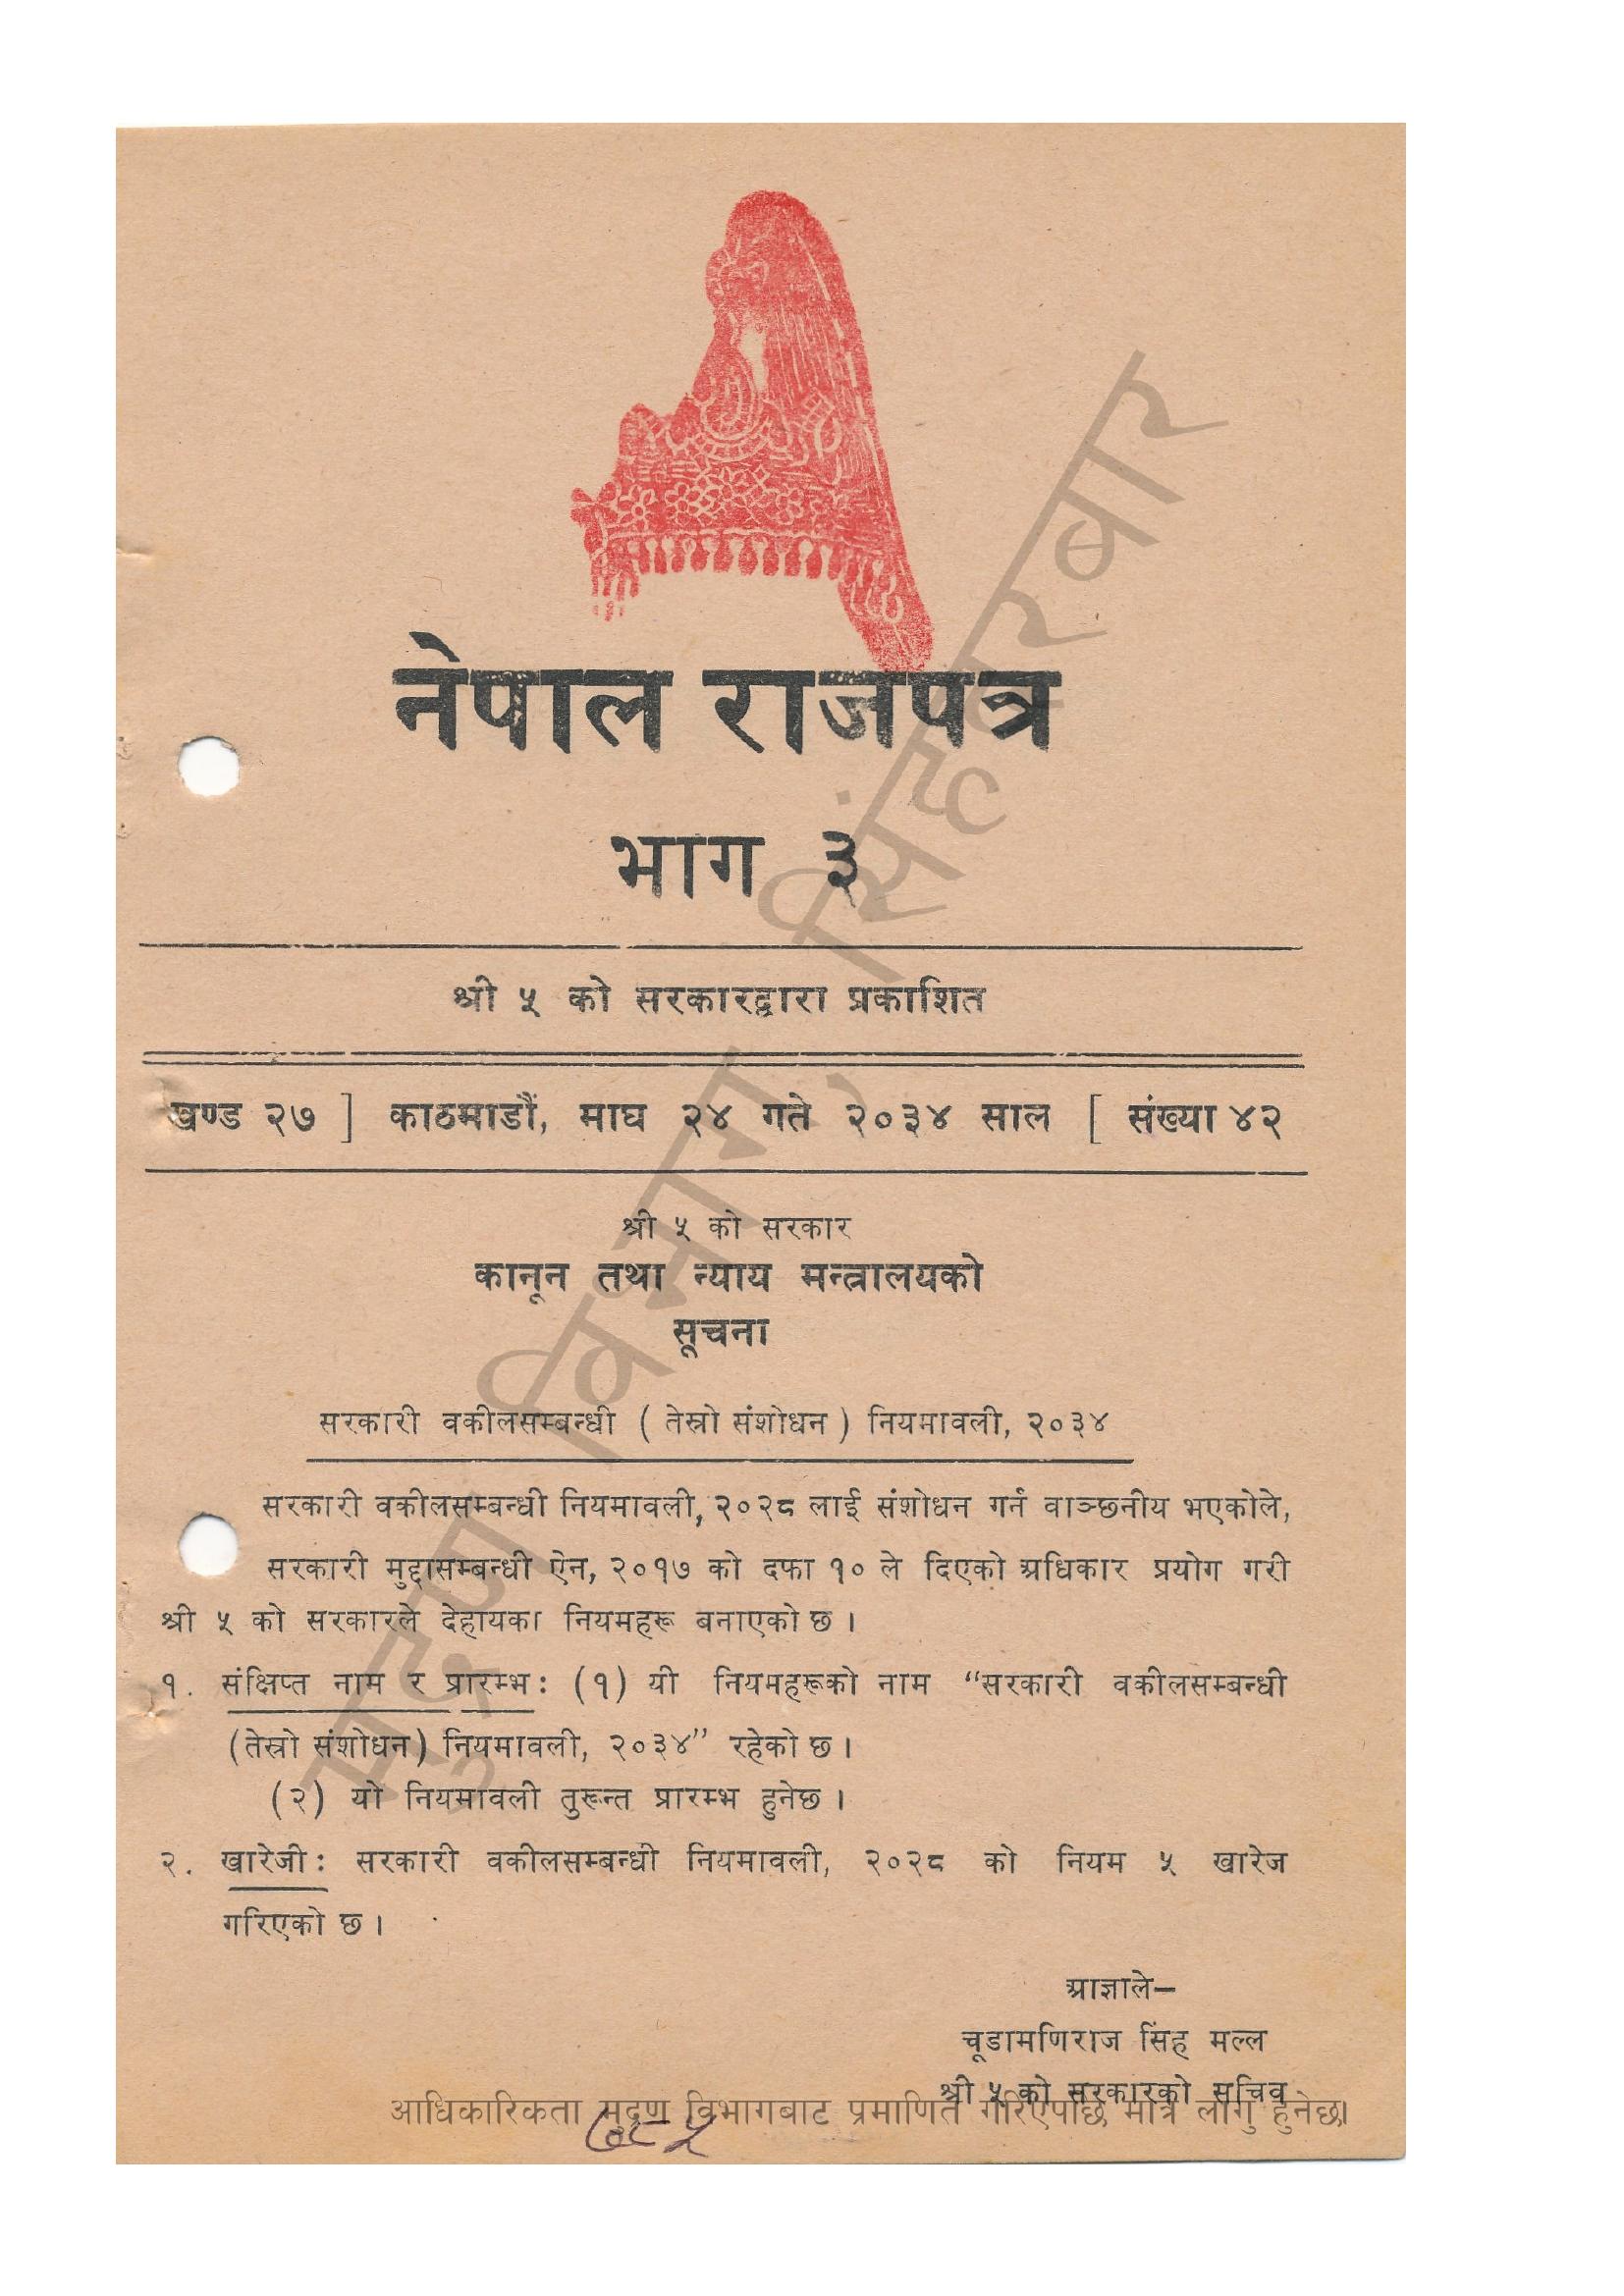 नेपाल राजपत्र
भाग ३
श्री ५ को सरकारद्वारा प्रकाशित
खण्ड २७ ] काठमाडौं, माघ २४ गते २०३४ साल [ संख्या ४२
श्री ५ को सरकार
कानून तथा न्याय मन्त्रालयको
सूचना
सरकारी वकीलसम्बन्धी ( तेस्रो संशोधन ) नियमावली, २०३४
सरकारी वकीलसम्बन्धी नियमावली, २०२८ लाई संशोधन गर्न वाञ्छनीय भएकोले,
सरकारी मुद्दासम्बन्धी ऐन, २०१७ को दफा १० ले दिएको अधिकार प्रयोग गरी
श्री ५ को सरकारले देहायका नियमहरू बनाएको छ ।
१. संक्षिप्त नाम र प्रारम्भ: (१) यी नियमहरूको नाम “सरकारी वकीलसम्बन्धी
(तेस्रो संशोधन) नियमावली, २०३४” रहेको छ ।
(२) यो नियमावली तुरून्त प्रारम्भ हुनेछ ।
२. खारेजी: सरकारी वकीलसम्बन्धी नियमावली, २०२८ को नियम ५ खारेज
गरिएको छ ।
आज्ञाले—
चूडामणिराज सिंह मल्ल
श्री ५ को सरकारको सचिव
आधिकारिकता मुद्रण विभागबाट प्रमाणित गरिएपछि मात्र लागु हुनेछ।
७८५
मुद्रण विभाग, सिंहदरबार